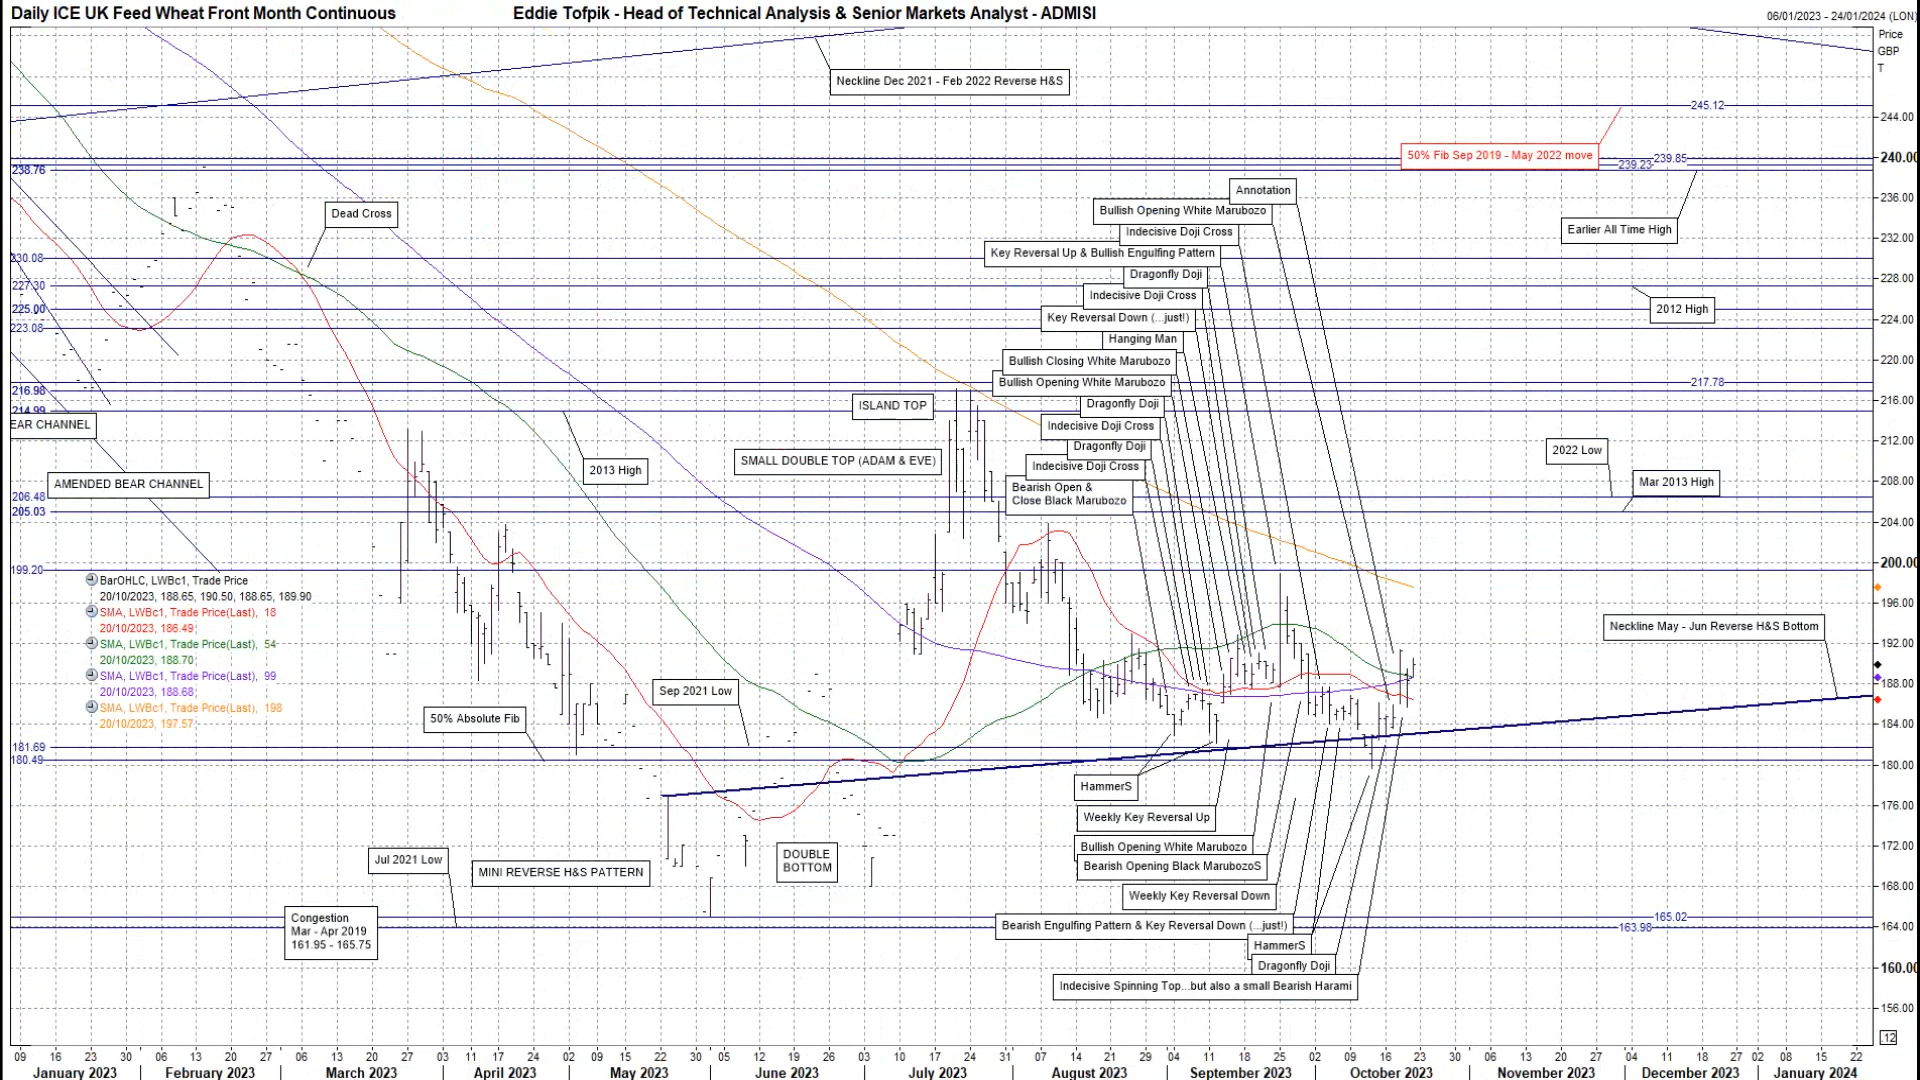 Daily ICE UK Feed Wheat Front Month Continuous
Eddie Tofpik - Head of Technical Analysis & Senior Markets Analyst - ADMISI
06/01/2023 - 24/01/2024 (LON)
Price
GBP
T
Neckline Dec 2021 - Feb 2022 Reverse H&S
245.12
244.00
50% Fib Sep 2019 - May 2022 move
239.85
239.23
240.00
238.76
Annotation
236.00
Bullish Opening White Marubozo
Dead Cross
Earlier All Time High
232.00
Indecisive Doji Cross
Key Reversal Up & Bullish Engulfing Pattern
230.08
228.00
Dragonfly Doji
227.30
Indecisive Doji Cross
2012 High
225.00
224.00
Key Reversal Down (...just!)
223.08
Hanging Man
220.00
Bullish Closing White Marubozo
Bullish Opening White Marubozo
217.78
216.98
216.00
ISLAND TOP
Dragonfly Doji
214.99
EAR CHANNEL
Indecisive Doji Cross
212.00
Dragonfly Doji
2022 Low
SMALL DOUBLE TOP (ADAM & EVE)
2013 High
Indecisive Doji Cross
208.00
AMENDED BEAR CHANNEL
Bearish Open &
Close Black Marubozo
Mar 2013 High
206.48
205.03
204.00
199.20
200.00
BarOHLC, LWBc1, Trade Price
20/10/2023, 188.65, 190.50, 188.65, 189.90
SMA, LWBc1, Trade Price(Last), 18
20/10/2023, 186.49
SMA, LWBc1, Trade Price(Last), 54
20/10/2023, 188.70
SMA, LWBc1, Trade Price(Last), 99
20/10/2023, 188.68
SMA, LWBc1, Trade Price(Last), 198
20/10/2023, 197.57
196.00
Neckline May - Jun Reverse H&S Bottom
192.00
188.00
Sep 2021 Low
50% Absolute Fib
184.00
181.69
180.49
180.00
HammerS
176.00
Weekly Key Reversal Up
172.00
Bullish Opening White Marubozo
DOUBLE
BOTTOM
Jul 2021 Low
MINI REVERSE H&S PATTERN
Bearish Opening Black MarubozoS
168.00
Weekly Key Reversal Down
Congestion
Mar - Apr 2019
161.95 - 165.75
165.02
163.98
164.00
Bearish Engulfing Pattern & Key Reversal Down (...just!)
HammerS
Dragonfly Doji
160.00
Indecisive Spinning Top...but also a small Bearish Harami
156.00
.12
09 16 23 30 06 13 20 27 06 13 20 27 03 11 17 24 02 09 15 22 05 12 19 26 03 10 17 24 31 07 14 21 29 04 11 18 25 02 09 16 23 30 06 13 20 27 04 11 18 27 02 08 15 22
January 2023 February 2023 March 2023 April 2023 May 2023 June 2023 July 2023 August 2023 September 2023 October 2023 November 2023 December 2023 January 2024